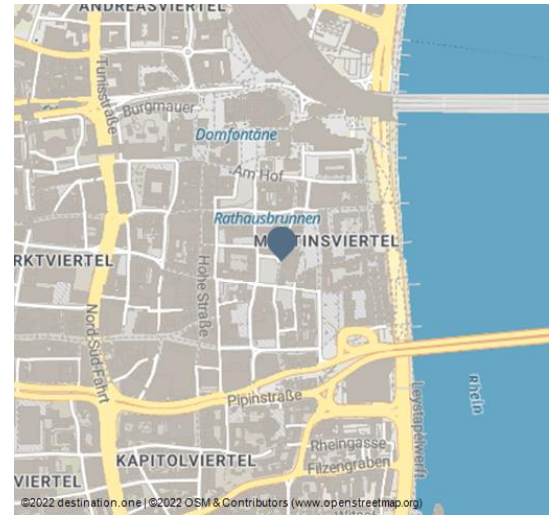 ANDREASVIERTEL
Tunisstraße
Burgmauer
Domfontäne
Am Hof
Rathausbrunnen
M TINSVIERTEL
RKTVIERTEL
Hohe Straße
Nord-Süd-Fahrt
Pipinstraße
Leystapelwerft
Rhein
Rheingasse
KAPITOLVIERTEL
Filzengraben
VIERTEL
©2022 destination.one | ©2022 OSM & Contributors (www.openstreetmap.org)